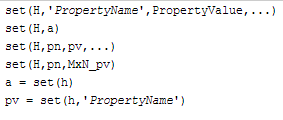 set(H,'PropertyName',PropertyValue,...)
set(H,a)
set(H,pn,pv,...)
set(H,pn,MxN_pv)
a = set(h)
pv = set(h,'PropertyName')